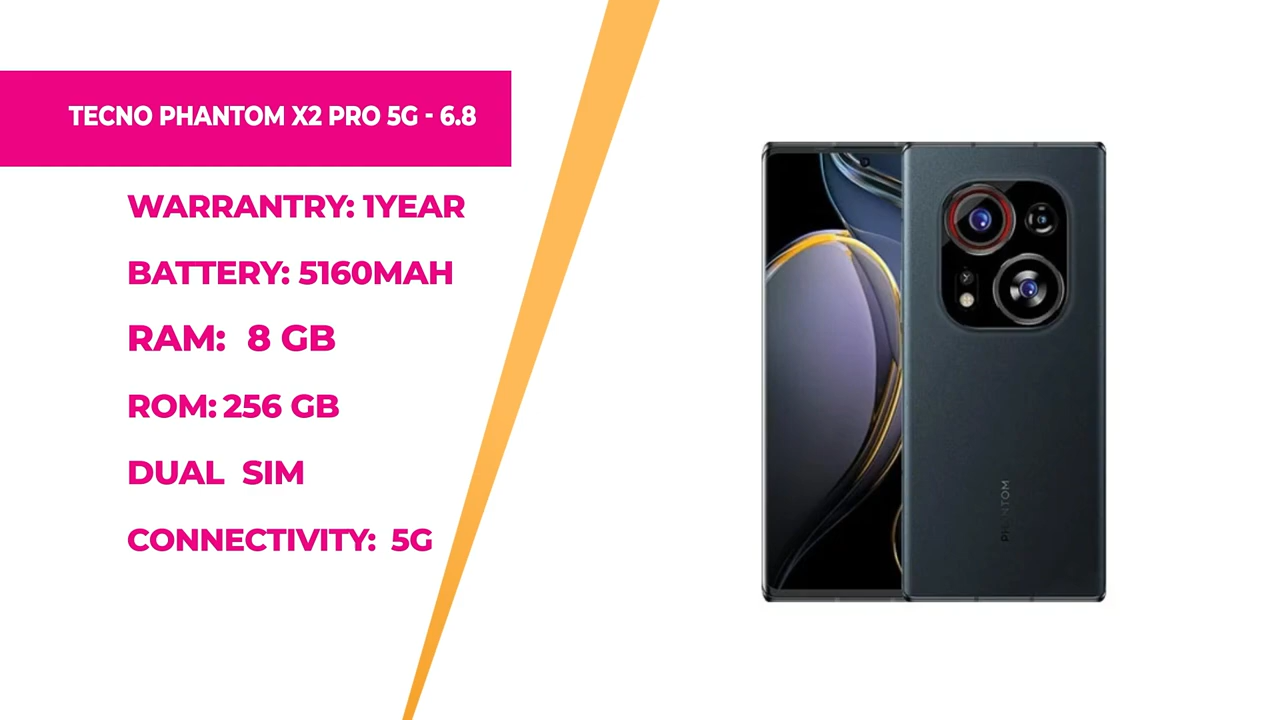 TECNO PHANTOM X2 PRO 5G - 6.8
WARRANTRY: 1YEAR
BATTERY: 5160MAH
RAM: 8 GB
ROM: 256 GB
DUAL SIM
CONNECTIVITY: 5G
PHANTOM